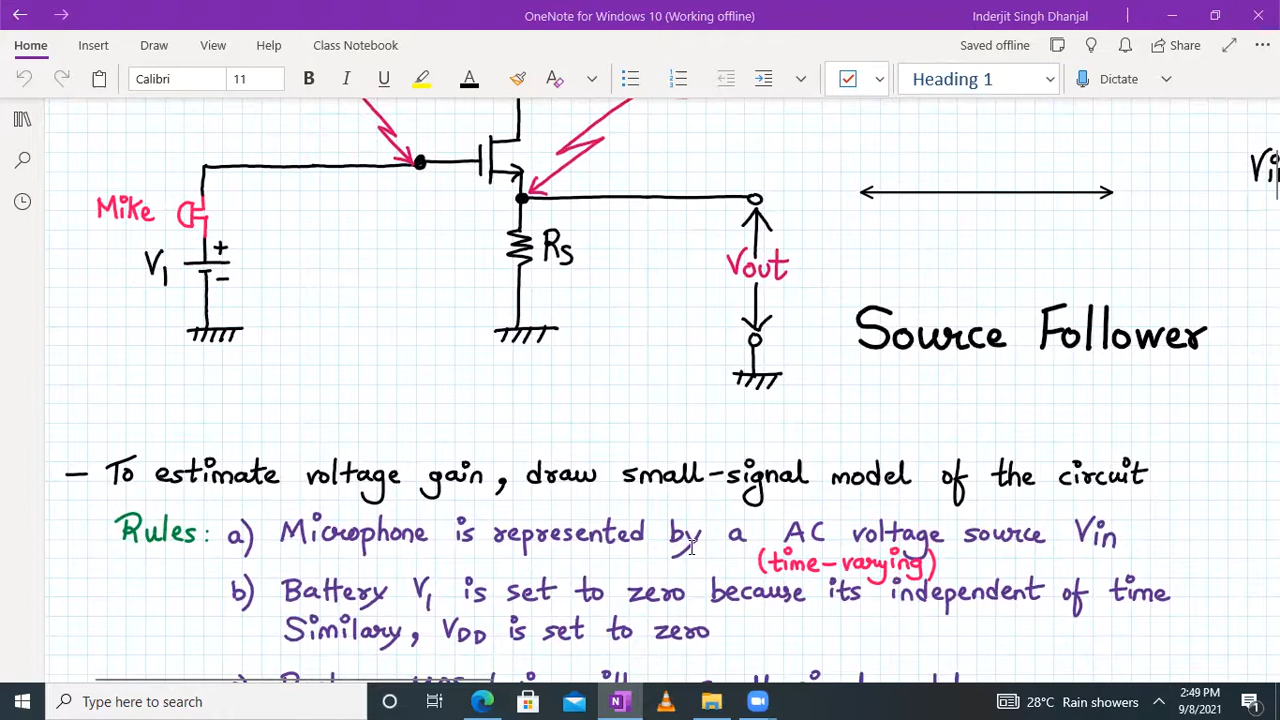 OneNote for Windows 10 (Working offline)
Inderjit Singh Dhanjal
Home Insert Draw View Help Class Notebook
Saved offline
Share
Calibri 11 B I U A
Heading 1
Dictate
Mike
V1
+
-
RS
Vout
Source Follower
- To estimate voltage gain, draw small-signal model of the circuit
Rules: a) Microphone is represented by a AC voltage source Vin
(time-varying)
b) Battery V1 is set to zero because its independent of time
Similary, VDD is set to zero
Type here to search
28°C Rain showers
2:49 PM
9/8/2021
1